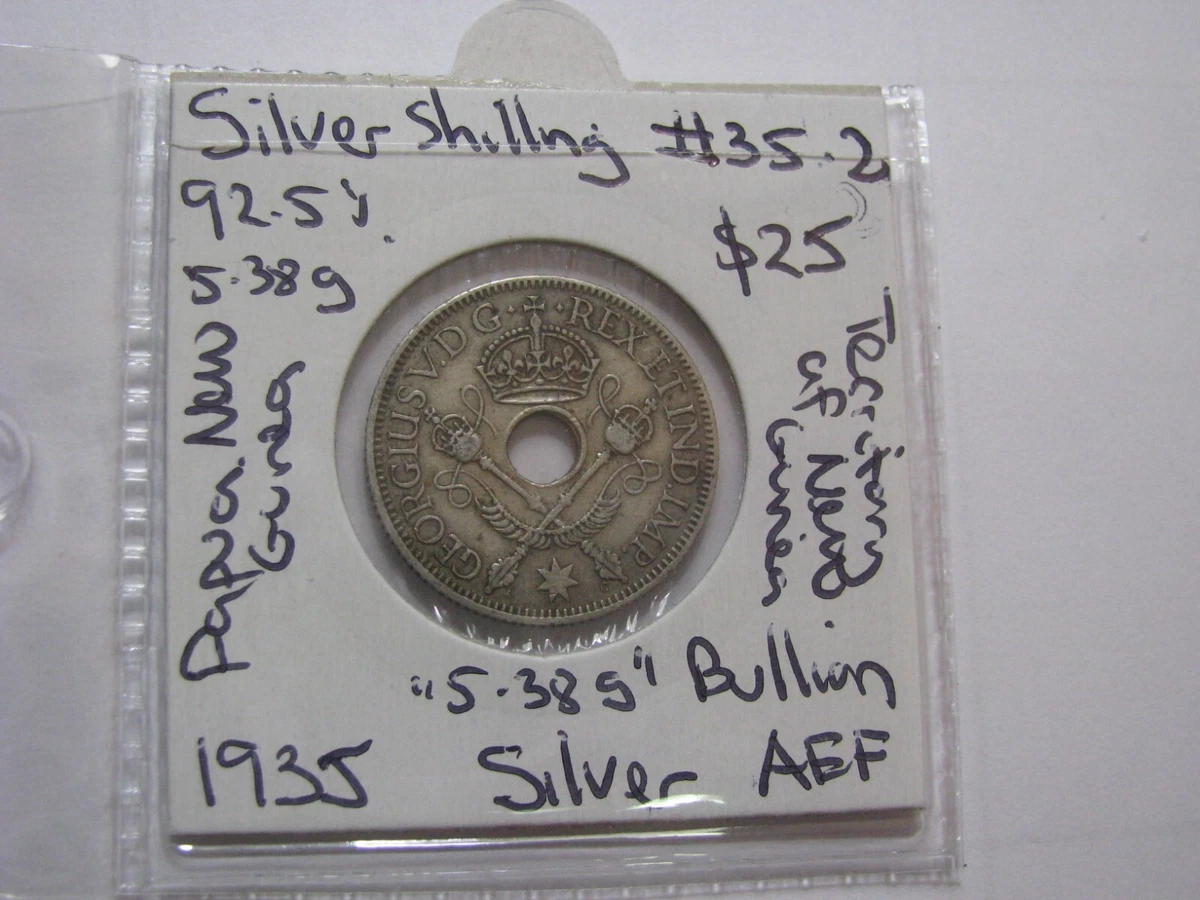 Silver Shillng #35.2
92.5%
$25
5.38g
Papua New
Guinea
Territory
of New
Guinea
GEORGIUS V.D G · REX ET IND.IMP.
"5.38g" Bullion
1935 Silver AEF